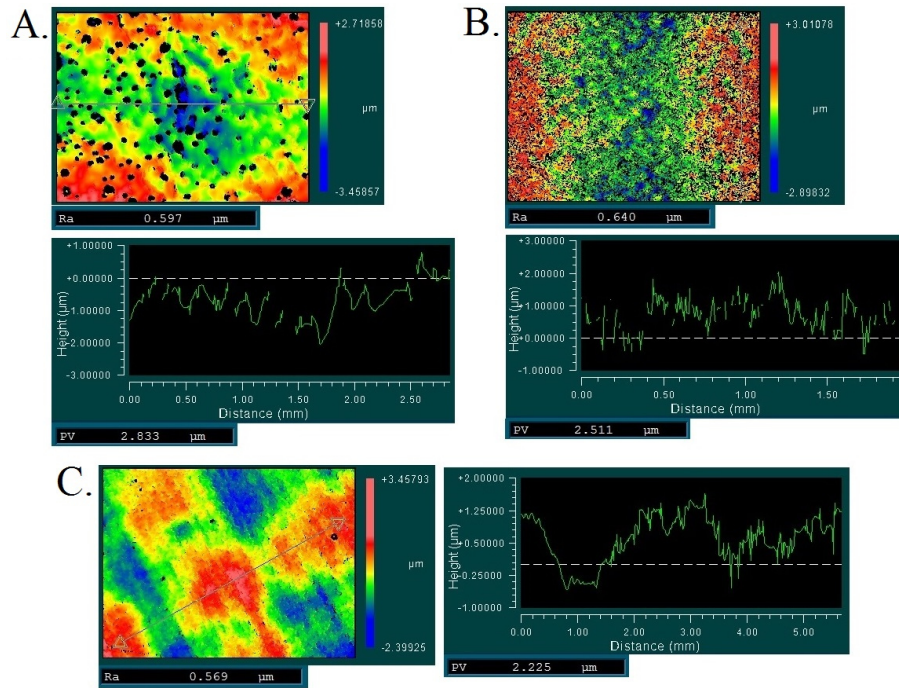 A.
+2.71858
µm
-3.45857
Ra 0.597 µm
+1.00000
+0.00000
-1.00000
-2.00000
-3.00000
Height (µm)
0.00 0.50 1.00 1.50 2.00 2.50
Distance (mm)
PV 2.833 µm
B.
+3.01078
µm
-2.89832
Ra 0.640 µm
+3.00000
+2.00000
+1.00000
+0.00000
-1.00000
Height (µm)
0.00 0.50 1.00 1.50
Distance (mm)
PV 2.511 µm
C.
+3.45793
µm
-2.39925
Ra 0.569 µm
+2.00000
+1.25000
+0.50000
-0.25000
-1.00000
Height (µm)
0.00 1.00 2.00 3.00 4.00 5.00
Distance (mm)
PV 2.225 µm